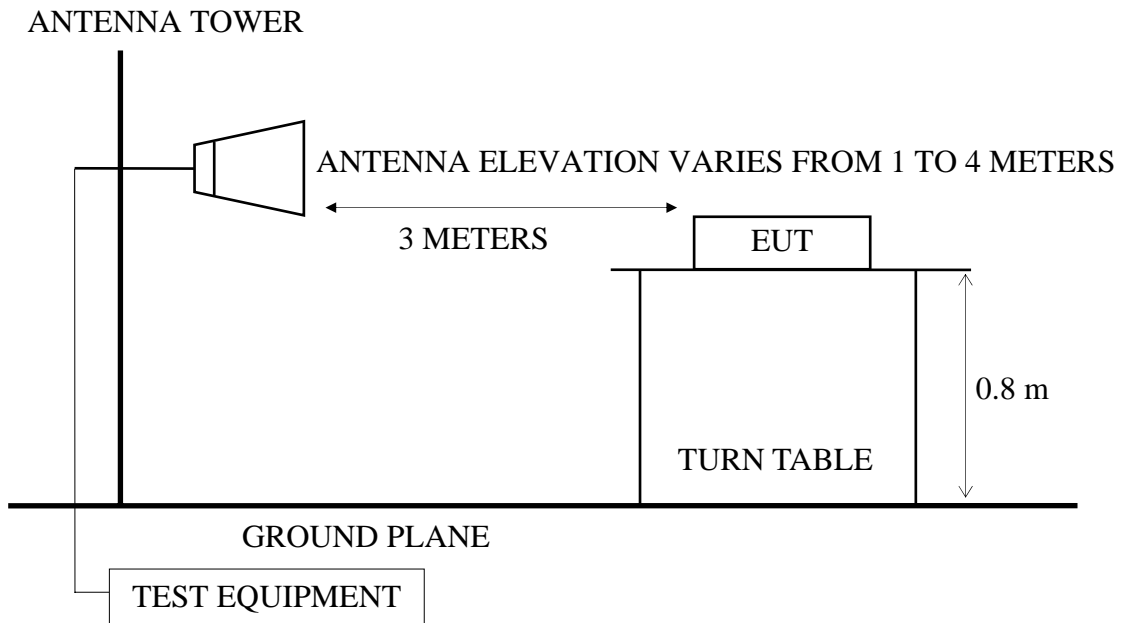 ANTENNA TOWER
ANTENNA ELEVATION VARIES FROM 1 TO 4 METERS
3 METERS
EUT
0.8 m
TURN TABLE
GROUND PLANE
TEST EQUIPMENT